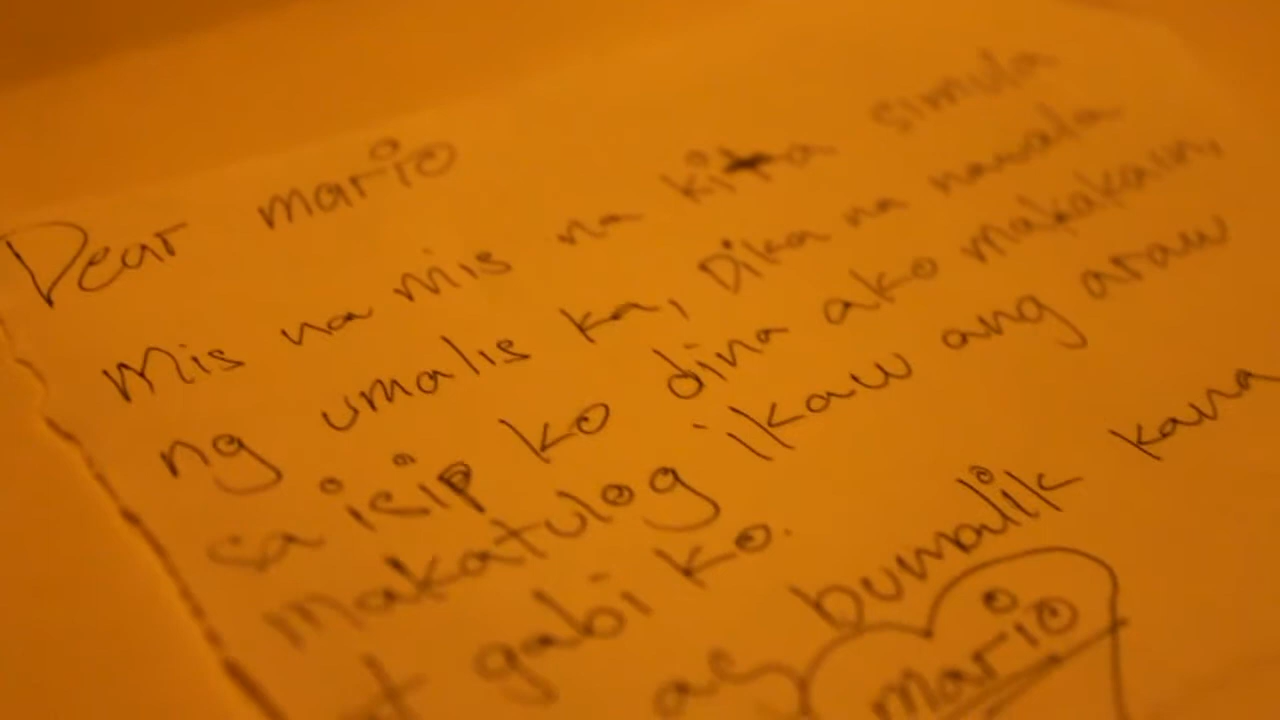 Dear mario
Mis na mis na kita simula
ng umalis ka, Dika na nawala
sa isip ko dina ako makakain,
makatulog ikaw ang araw
at gabi ko.
bumalik kana
mario